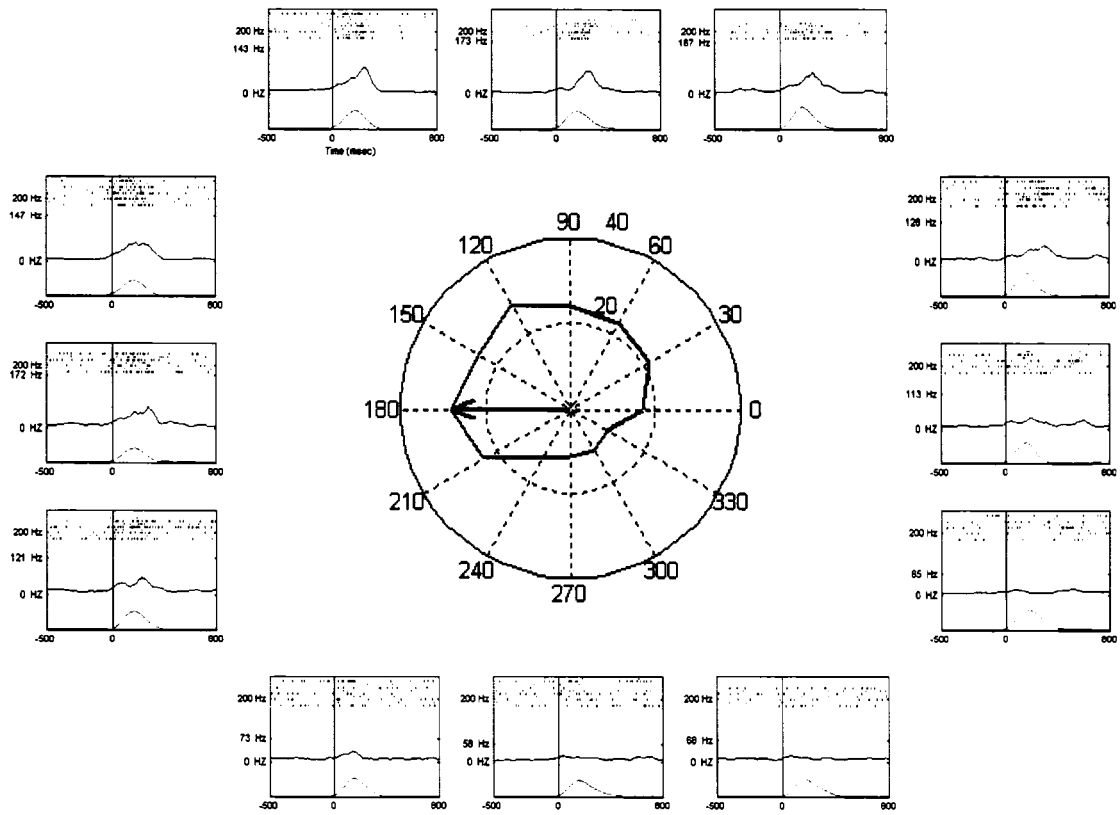 200 Hz
143 Hz
0 HZ
-500 0 800
Time (msec)
200 Hz
173 Hz
0 HZ
-500 0 800
200 Hz
187 Hz
0 HZ
-500 0 800
200 Hz
147 Hz
0 HZ
-500 0 800
200 Hz
128 Hz
0 HZ
-500 0 800
90 40
120 60
20
150 30
180 0
210 330
240 300
270
200 Hz
172 Hz
0 HZ
-500 0 800
200 Hz
113 Hz
0 HZ
-500 0 800
200 Hz
121 Hz
0 HZ
-500 0 800
200 Hz
65 Hz
0 HZ
-500 0 800
200 Hz
73 Hz
0 HZ
-500 0 800
200 Hz
58 Hz
0 HZ
-500 0 800
200 Hz
68 Hz
0 HZ
-500 0 800